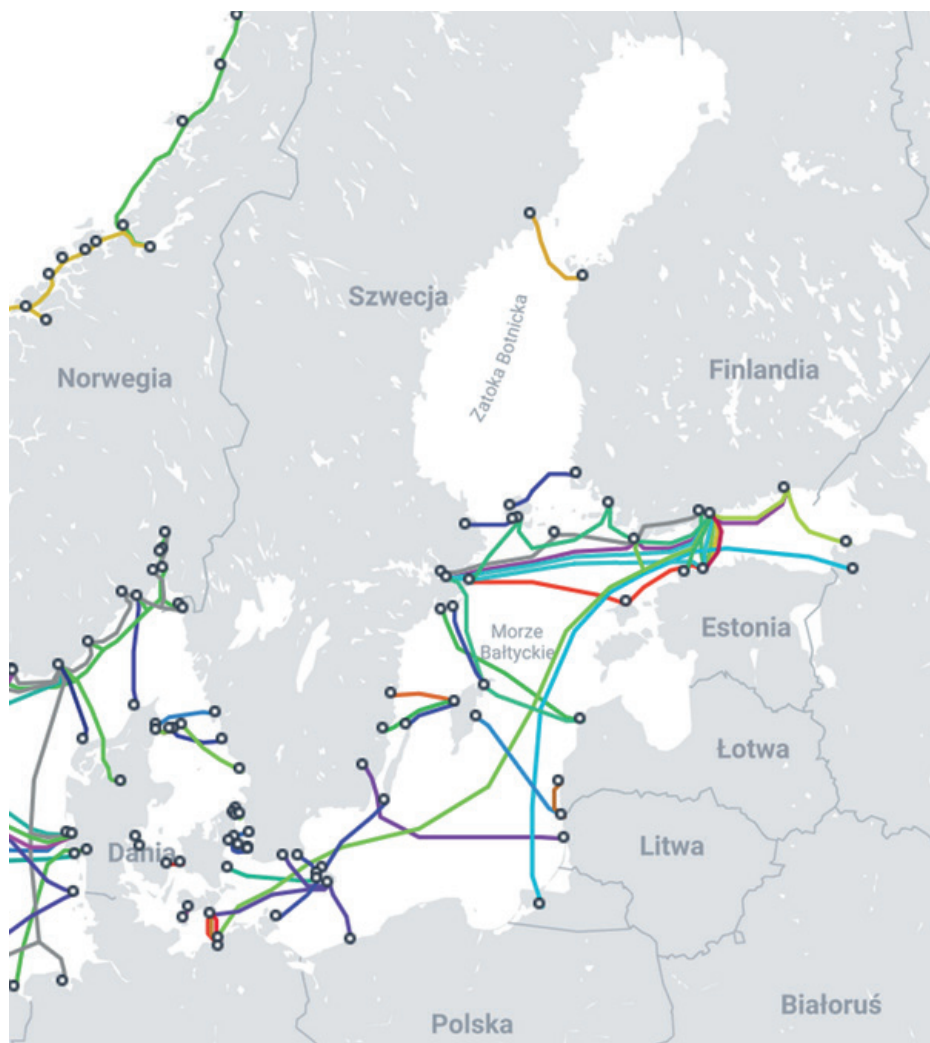 Szwecja
Zatoka Botnicka
Norwegia
Finlandia
Morze
Bałtyckie
Estonia
Łotwa
Litwa
Dania
Białoruś
Polska